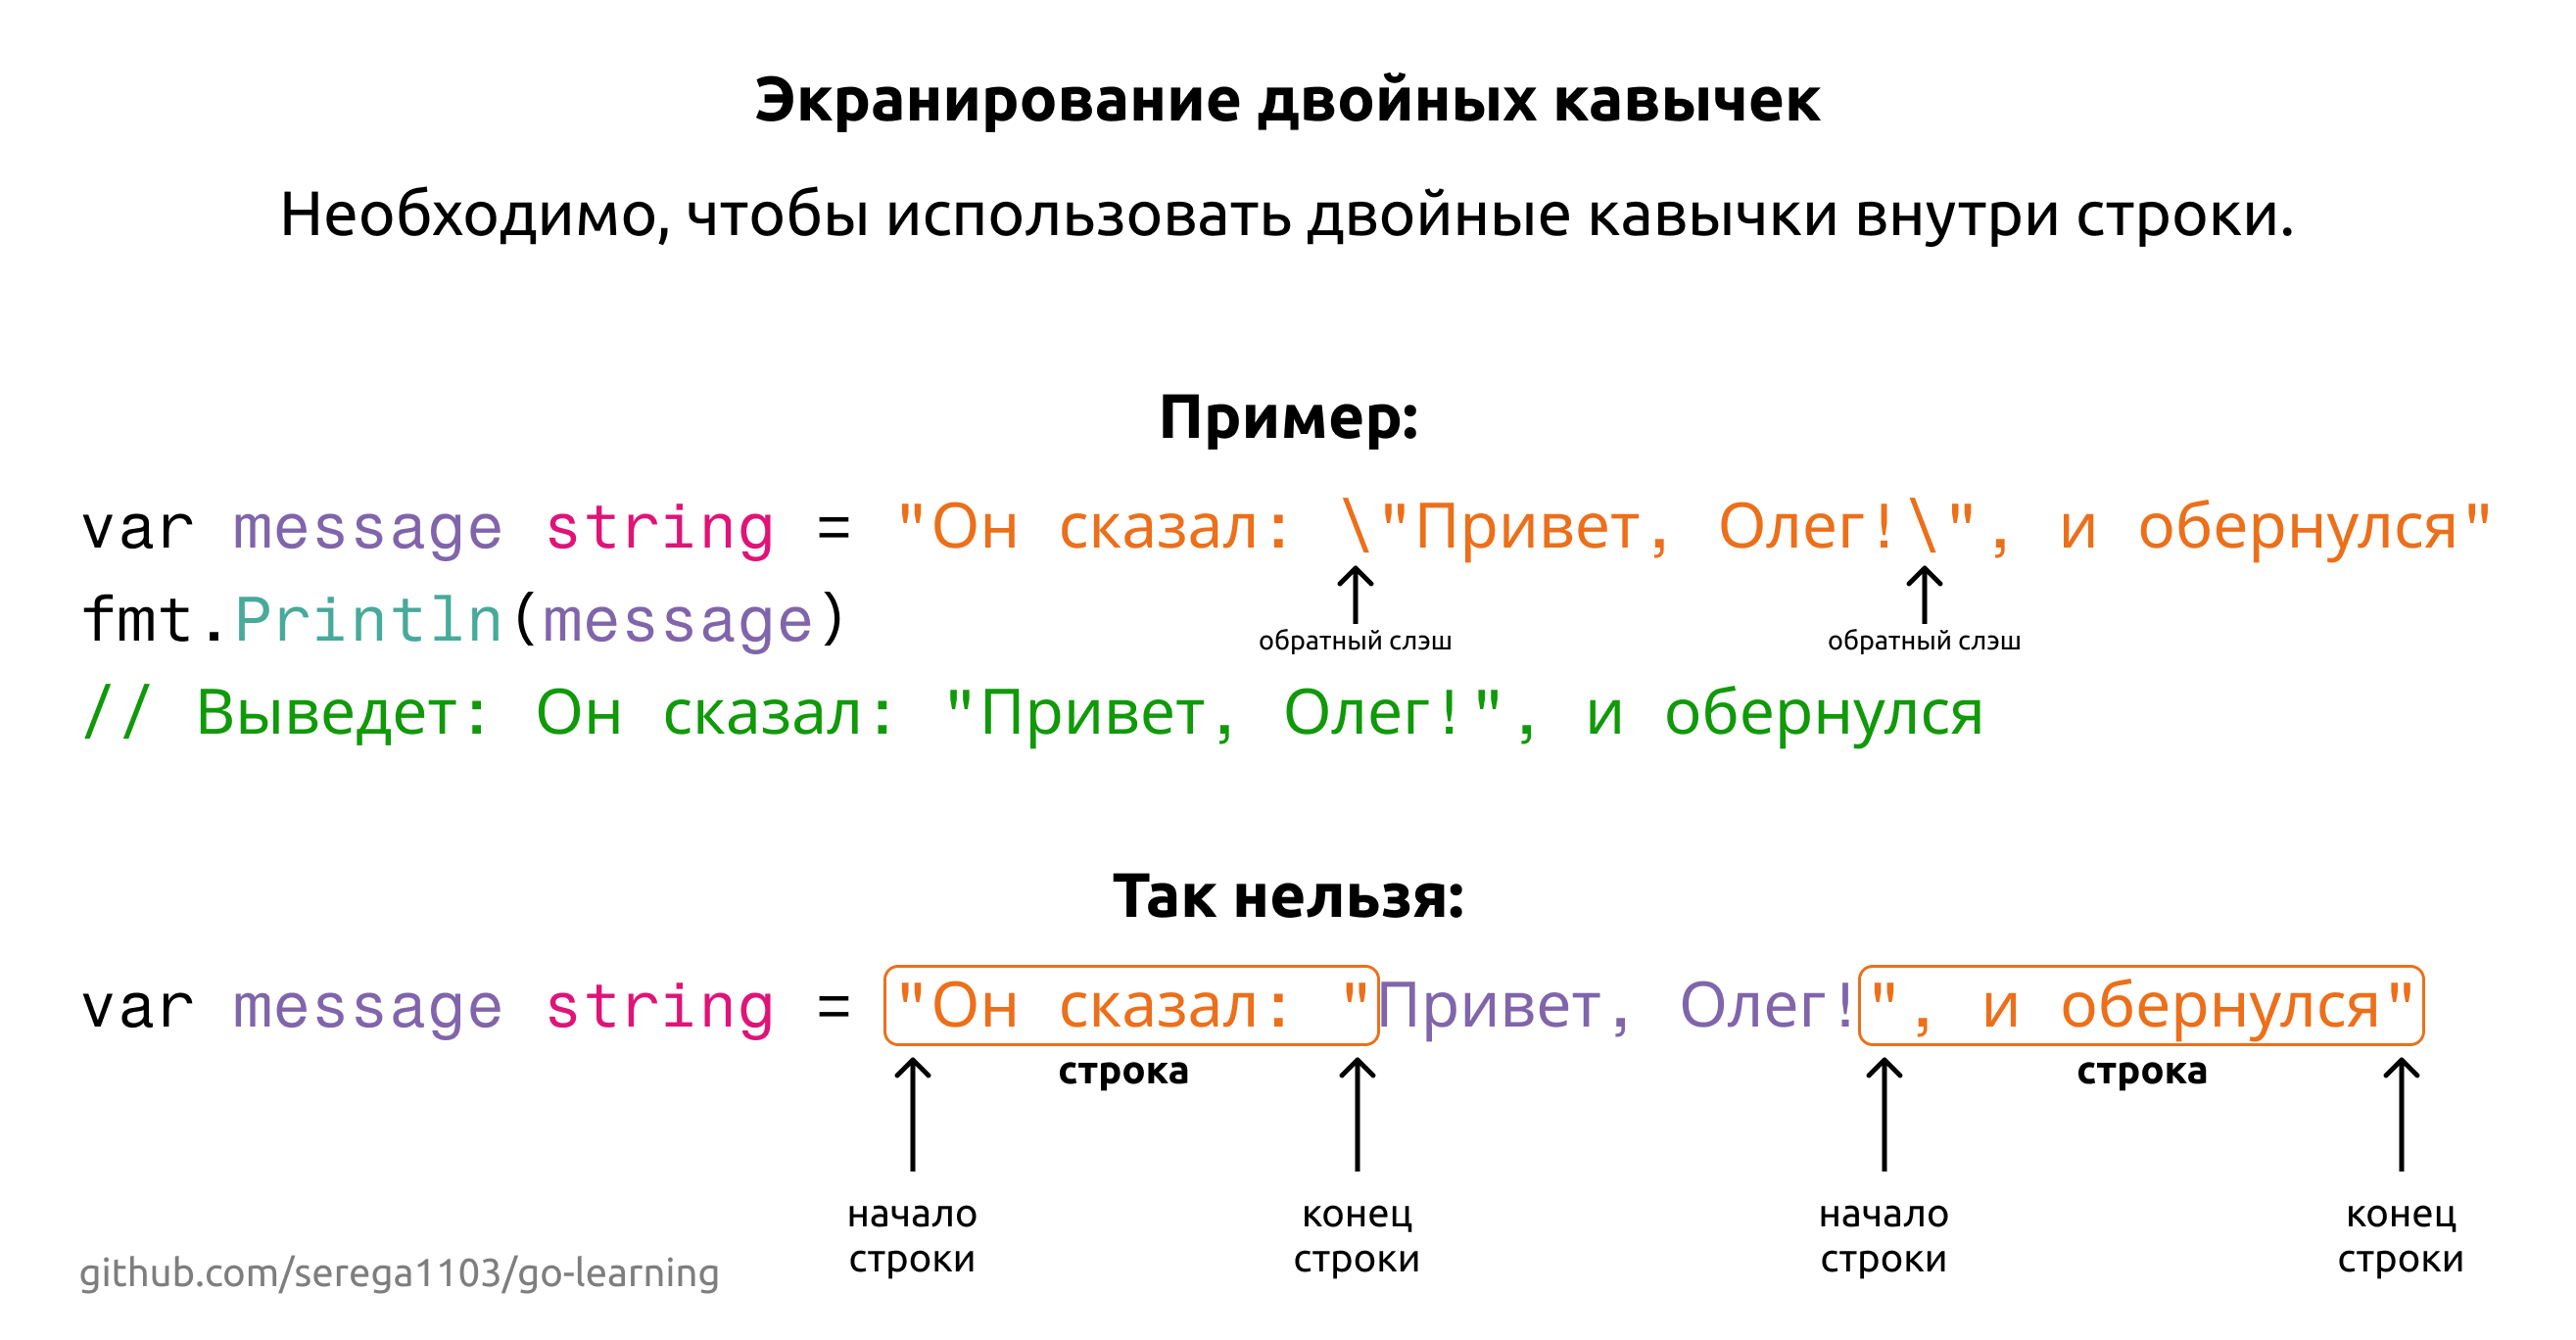 Экранирование двойных кавычек
Необходимо, чтобы использовать двойные кавычки внутри строки.
Пример:
var message string = "Он сказал: \"Привет, Олег!\", и обернулся"
fmt.Println(message)
обратный слэш обратный слэш
// Выведет: Он сказал: "Привет, Олег!", и обернулся
Так нельзя:
var message string = "Он сказал: "Привет, Олег!", и обернулся"
строка строка
начало конец начало конец
строки строки строки строки
github.com/serega1103/go-learning